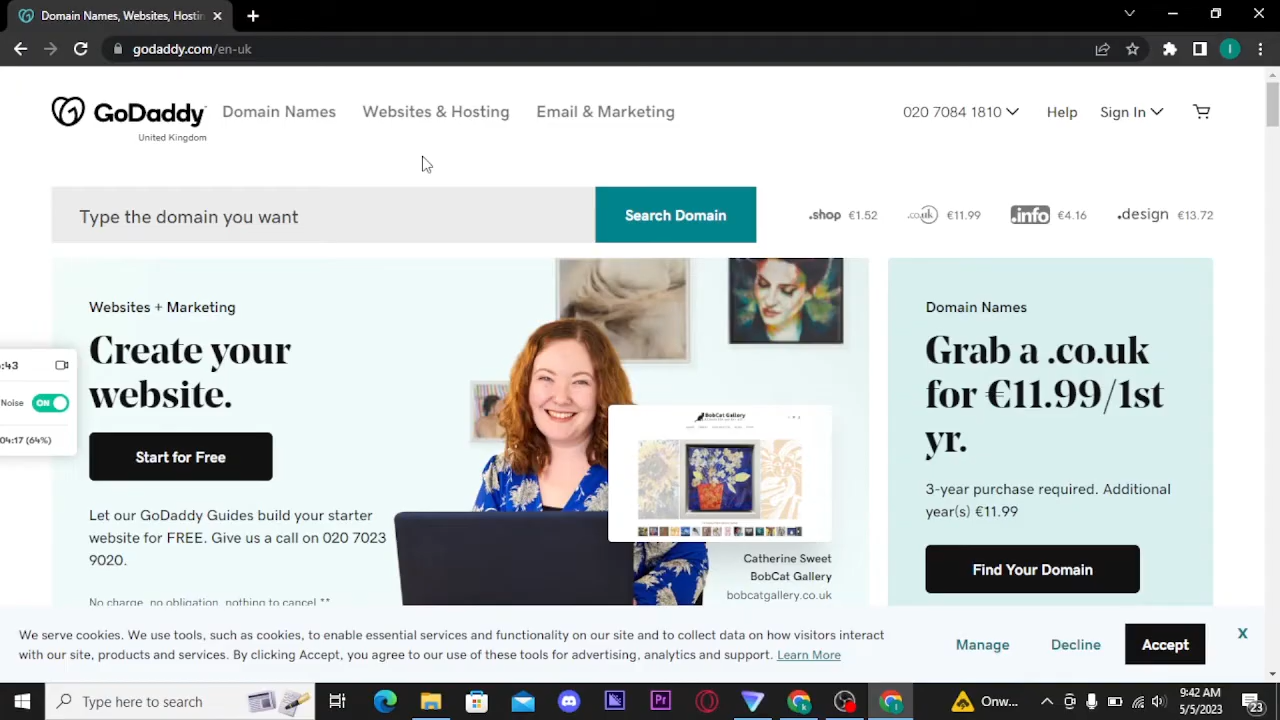 Domain Names, Websites, Hostin
godaddy.com/en-uk
GoDaddy
United Kingdom
Domain Names
Websites & Hosting
Email & Marketing
020 7084 1810
Help
Sign In
Type the domain you want
Search Domain
.shop €1.52
.co.uk €11.99
.info €4.16
.design €13.72
Websites + Marketing
Create your
website.
Start for Free
Let our GoDaddy Guides build your starter
website for FREE. Give us a call on 020 7023
9020.
No charge, no obligation, nothing to cancel **
BobCat Gallery
Catherine Sweet
BobCat Gallery
bobcatgallery.co.uk
Domain Names
Grab a .co.uk
for €11.99/1st
yr.
3-year purchase required. Additional
year(s) €11.99
Find Your Domain
:43
Noise ON
04:17 (64%)
We serve cookies. We use tools, such as cookies, to enable essential services and functionality on our site and to collect data on how visitors interact
with our site, products and services. By clicking Accept, you agree to our use of these tools for advertising, analytics and support. Learn More
Manage
Decline
Accept
X
Type here to search
Pr
Onw...
9:42 AM
5/5/2023
23